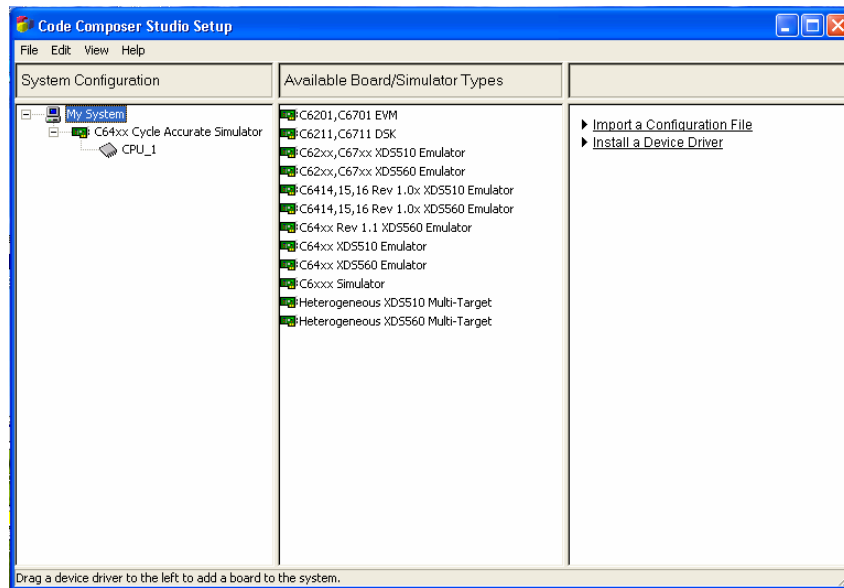 Code Composer Studio Setup
File Edit View Help
System Configuration
Available Board/Simulator Types
My System
C64xx Cycle Accurate Simulator
CPU_1
C6201,C6701 EVM
C6211,C6711 DSK
C62xx,C67xx XDS510 Emulator
C62xx,C67xx XDS560 Emulator
C6414,15,16 Rev 1.0x XDS510 Emulator
C6414,15,16 Rev 1.0x XDS560 Emulator
C64xx Rev 1.1 XDS560 Emulator
C64xx XDS510 Emulator
C64xx XDS560 Emulator
C6xxx Simulator
Heterogeneous XDS510 Multi-Target
Heterogeneous XDS560 Multi-Target
Import a Configuration File
Install a Device Driver
Drag a device driver to the left to add a board to the system.